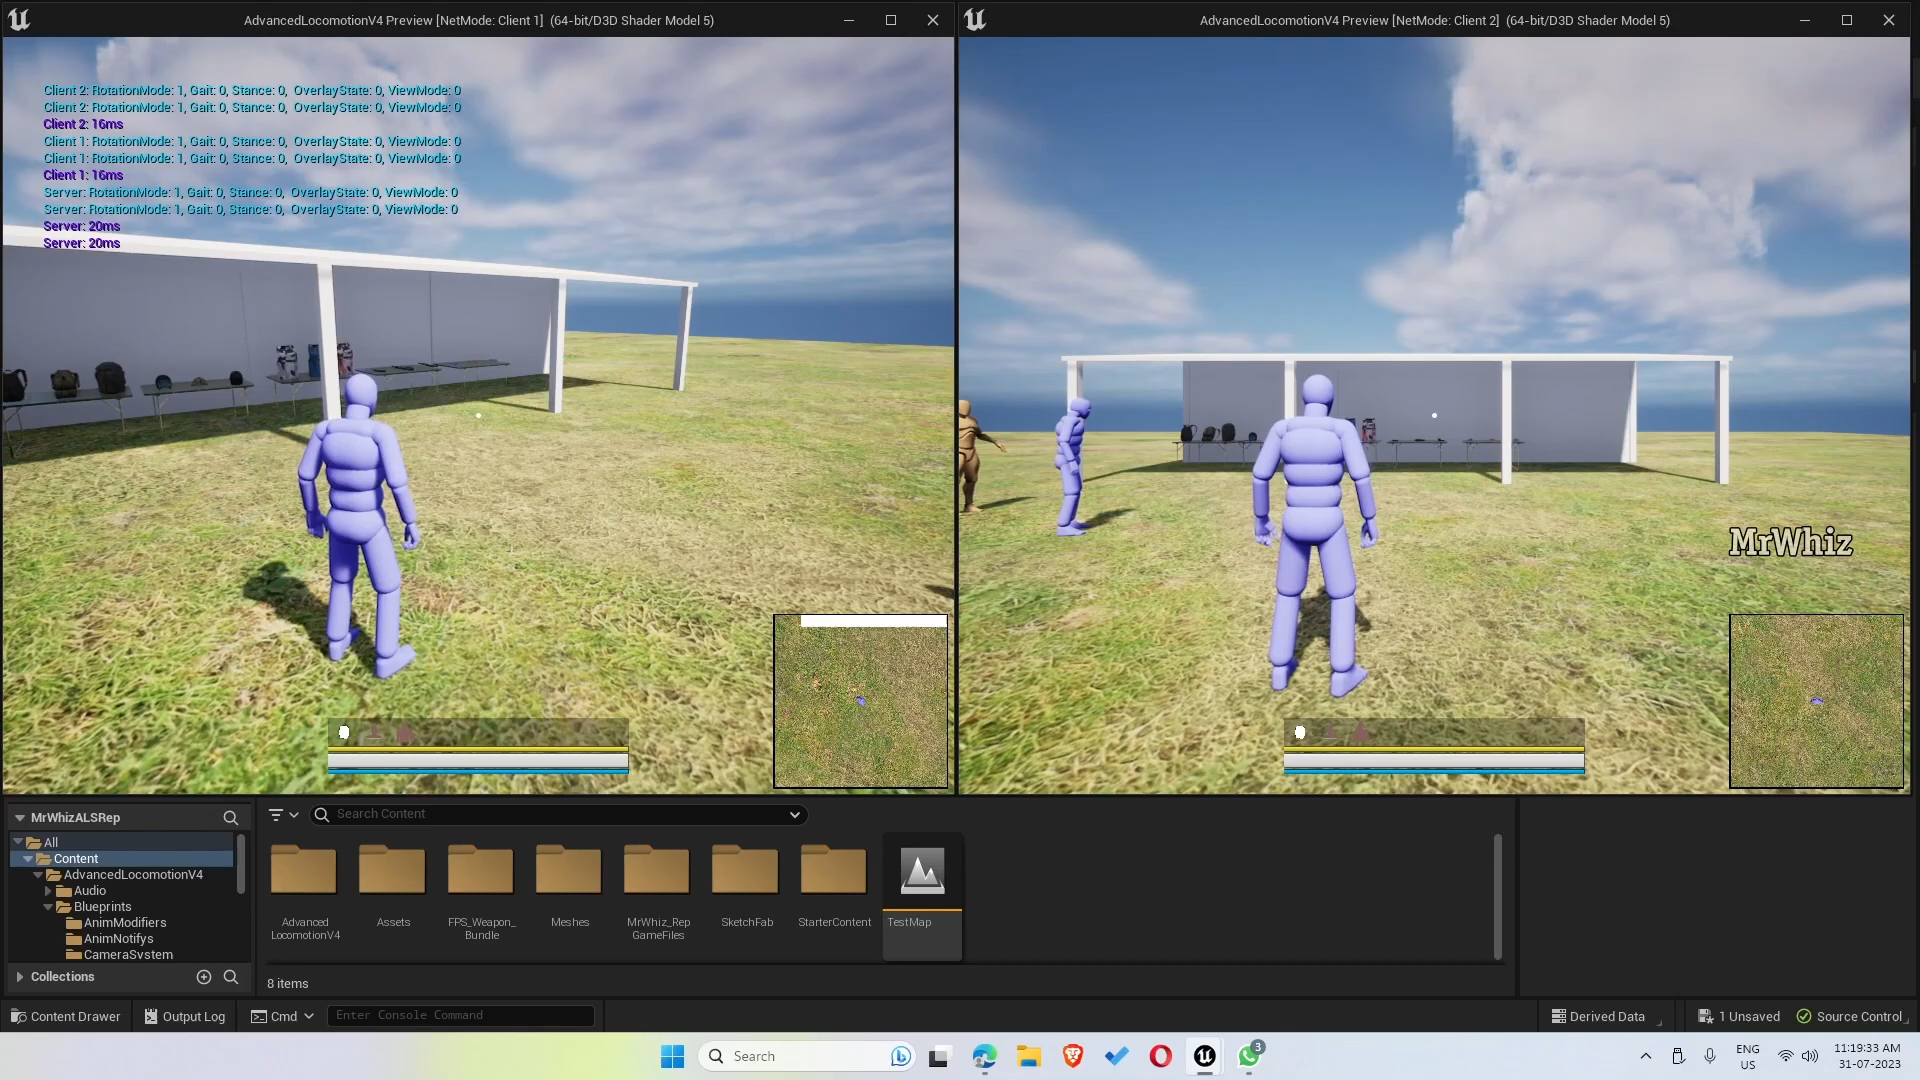 AdvancedLocomotionV4 Preview [NetMode: Client 1]  (64-bit/D3D Shader Model 5)
AdvancedLocomotionV4 Preview [NetMode: Client 2]  (64-bit/D3D Shader Model 5)
Client 2: RotationMode: 1, Gait: 0, Stance: 0,  OverlayState: 0, ViewMode: 0
Client 2: RotationMode: 1, Gait: 0, Stance: 0,  OverlayState: 0, ViewMode: 0
Client 2: 16ms
Client 1: RotationMode: 1, Gait: 0, Stance: 0,  OverlayState: 0, ViewMode: 0
Client 1: RotationMode: 1, Gait: 0, Stance: 0,  OverlayState: 0, ViewMode: 0
Client 1: 16ms
Server: RotationMode: 1, Gait: 0, Stance: 0,  OverlayState: 0, ViewMode: 0
Server: RotationMode: 1, Gait: 0, Stance: 0,  OverlayState: 0, ViewMode: 0
Server: 20ms
Server: 20ms
MrWhiz
MrWhizALSRep
All
Content
AdvancedLocomotionV4
Audio
Blueprints
AnimModifiers
AnimNotifys
CameraSystem
Collections
Search Content
Advanced
LocomotionV4
Assets
FPS_Weapon_
Bundle
Meshes
MrWhiz_Rep
GameFiles
SketchFab
StarterContent
TestMap
8 items
Content Drawer
Output Log
Cmd
Enter Console Command
Derived Data
1 Unsaved
Source Control
Search
3
ENG
US
11:19:33 AM
31-07-2023